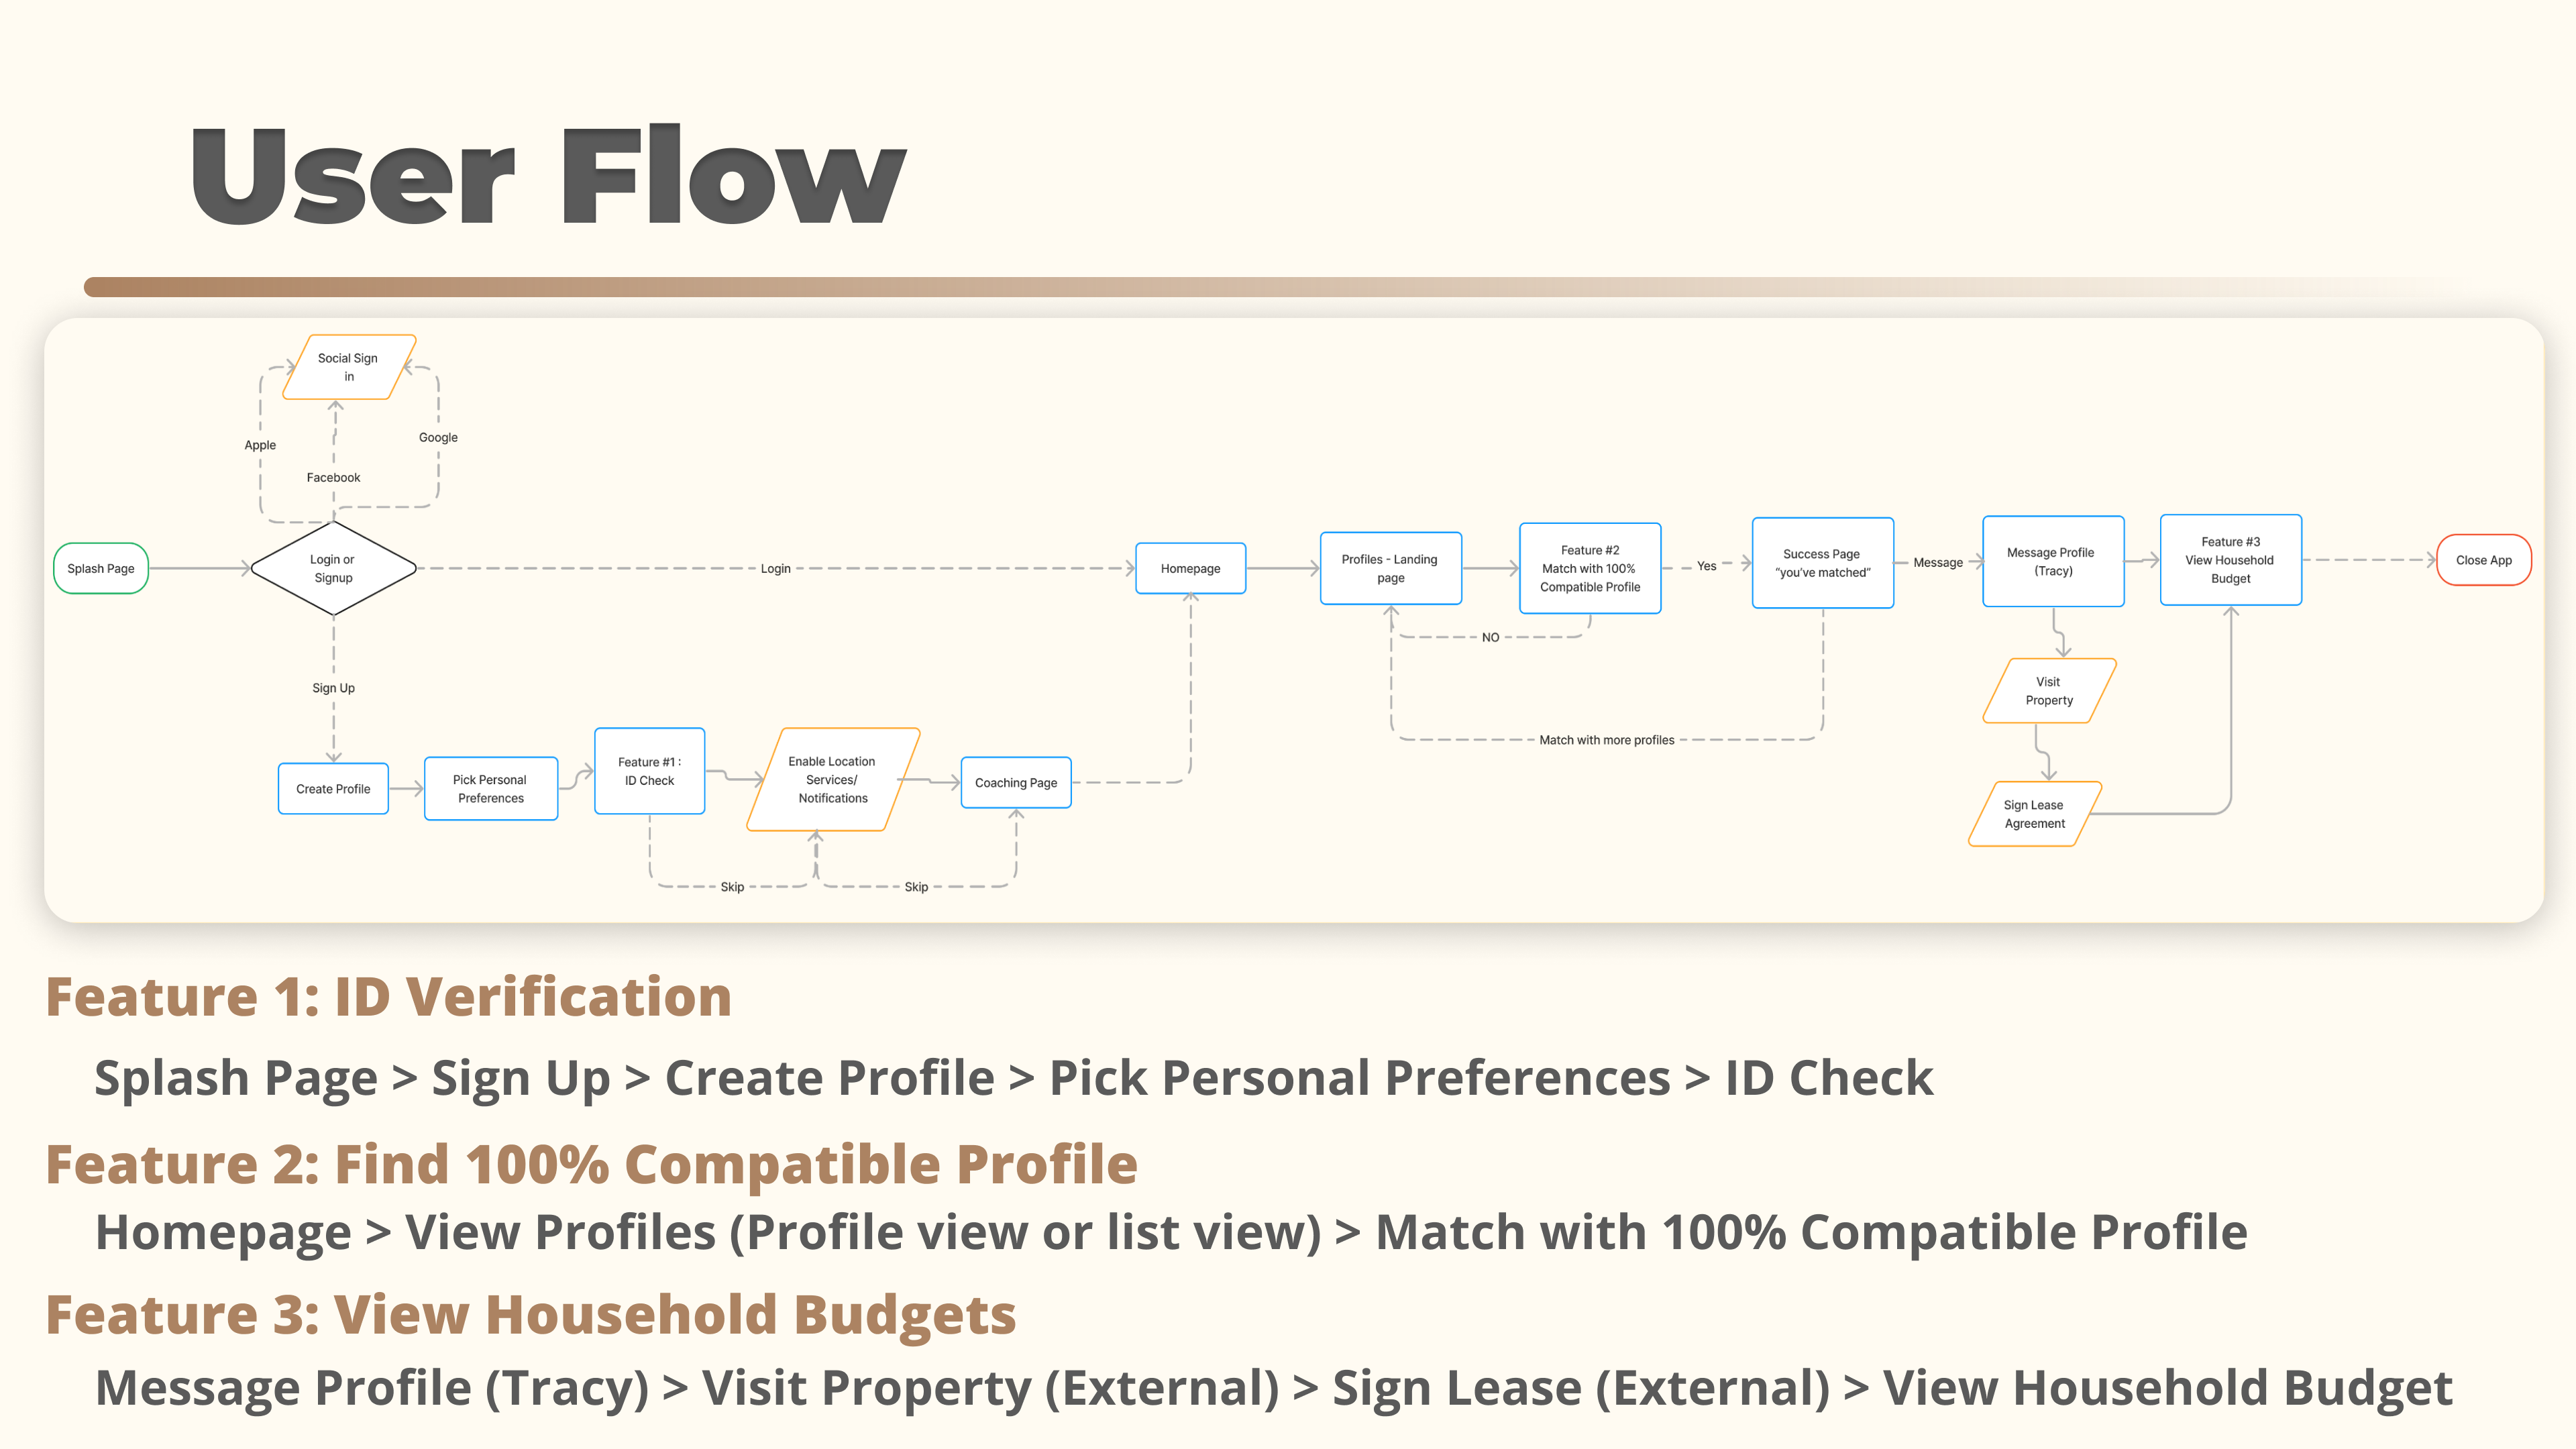 User Flow
Social Sign
in
Apple
Google
Facebook
Splash Page
Login or
Signup
Login
Homepage
Profiles - Landing
page
Feature #2
Match with 100%
Compatible Profile
Yes
Success Page
“you’ve matched”
Message
Message Profile
(Tracy)
Feature #3
View Household
Budget
Close App
NO
Match with more profiles
Visit
Property
Sign Lease
Agreement
Sign Up
Create Profile
Pick Personal
Preferences
Feature #1 :
ID Check
Enable Location
Services/
Notifications
Coaching Page
Skip
Skip
Feature 1: ID Verification
Splash Page > Sign Up > Create Profile > Pick Personal Preferences > ID Check
Feature 2: Find 100% Compatible Profile
Homepage > View Profiles (Profile view or list view) > Match with 100% Compatible Profile
Feature 3: View Household Budgets
Message Profile (Tracy) > Visit Property (External) > Sign Lease (External) > View Household Budget